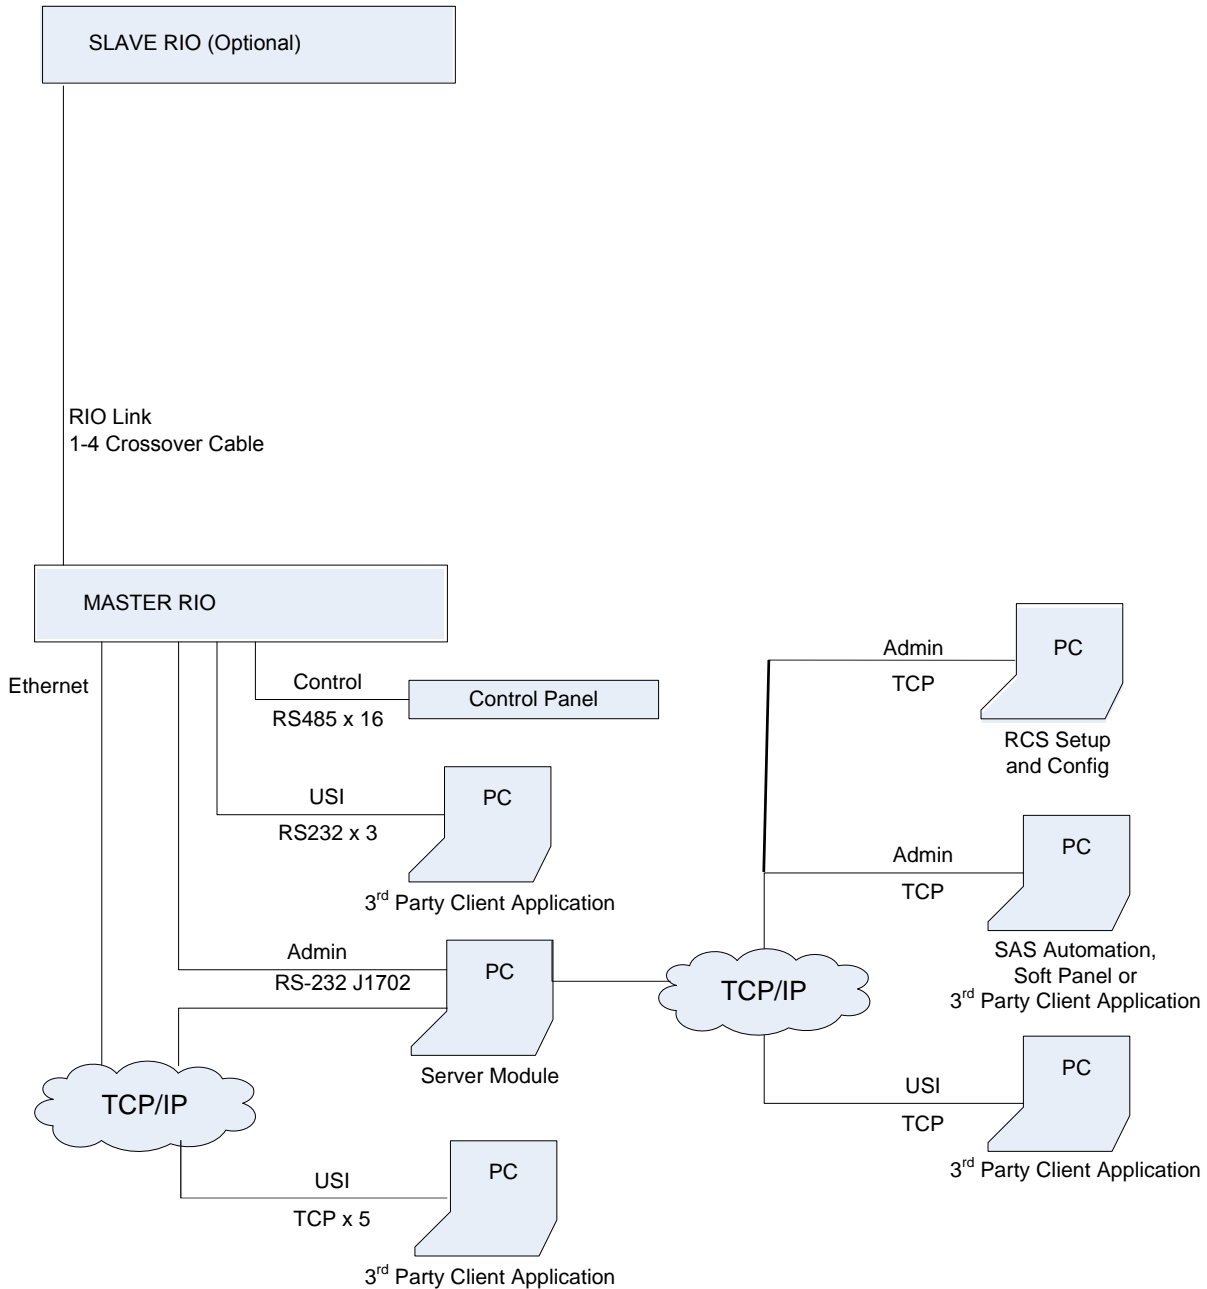 SLAVE RIO (Optional)
RIO Link
1-4 Crossover Cable
MASTER RIO
Ethernet
Control
RS485 x 16
Control Panel
USI
RS232 x 3
PC
3rd Party Client Application
Admin
RS-232 J1702
PC
Server Module
TCP/IP
USI
TCP x 5
PC
3rd Party Client Application
TCP/IP
Admin
TCP
PC
RCS Setup
and Config
Admin
TCP
PC
SAS Automation,
Soft Panel or
3rd Party Client Application
USI
TCP
PC
3rd Party Client Application